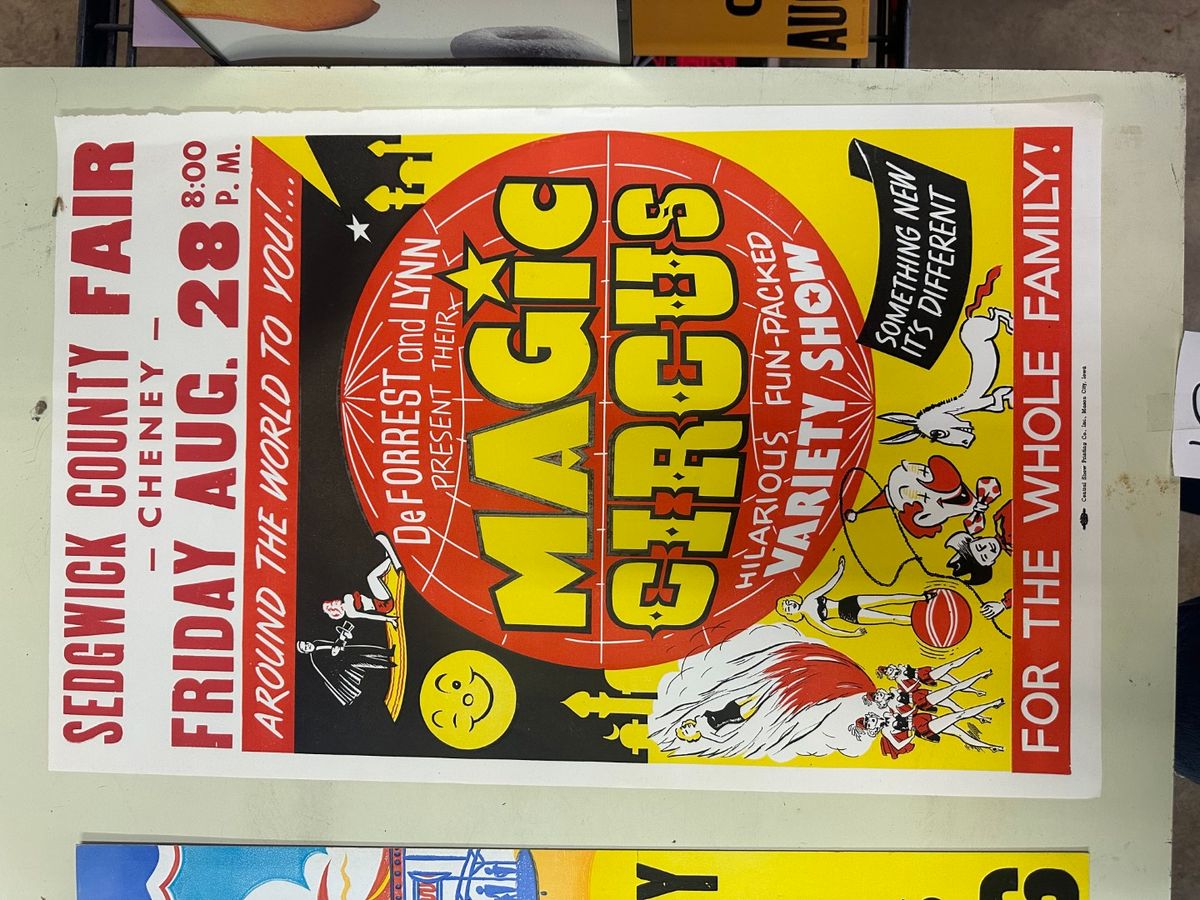 SEDGWICK COUNTY FAIR
— CHENEY —
FRIDAY AUG. 28 8:00 P. M.
AROUND THE WORLD TO YOU!...
De FORREST and LYNN
PRESENT THEIR
MAGiC
CIRCUS
HILARIOUS FUN-PACKED
VARIETY SHOW
SOMETHING NEW
IT'S DIFFERENT
FOR THE WHOLE FAMILY!
Central Show Printing Co., Inc. Mason City, Iowa
AU
Y
G